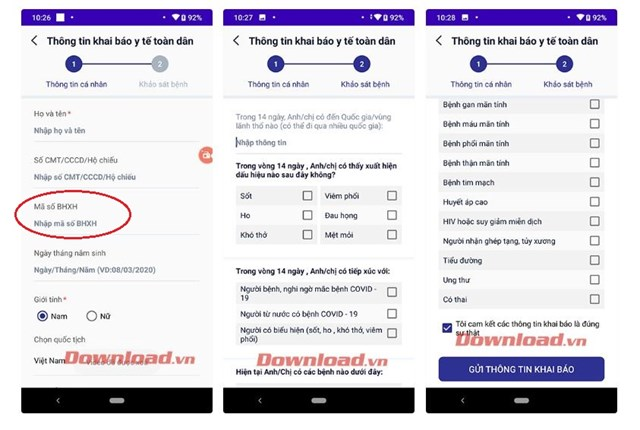 10:26
92%
Thông tin khai báo y tế toàn dân
1
2
Thông tin cá nhân
Khảo sát bệnh
Họ và tên *
Nhập họ và tên
Số CMT/CCCD/Hộ chiếu
Nhập số CMT/CCCD/Hộ chiếu
Mã số BHXH
Nhập mã số BHXH
Ngày tháng năm sinh
Ngày/Tháng/Năm (VD:08/03/2020)
Giới tính *
Nam
Nữ
Chọn quốc tịch
Việt Nam
Download.vn
10:27
92%
Thông tin khai báo y tế toàn dân
1
2
Thông tin cá nhân
Khảo sát bệnh
Trong 14 ngày, Anh/chị có đến Quốc gia/vùng
lãnh thổ nào (có thể đi qua nhiều quốc gia):
Nhập thông tin
Trong vòng 14 ngày , Anh/chị có thấy xuất hiện
dấu hiệu nào sau đây không?
Sốt
Viêm phổi
Ho
Đau họng
Khó thở
Mệt mỏi
Trong vòng 14 ngày, Anh/chị có tiếp xúc với:
Người bệnh, nghi ngờ mắc bệnh COVID -
19
Người từ nước có bệnh COVID - 19
Người có biểu hiện (sốt, ho , khó thở, viêm
phổi)
Download.vn
Hiện tại Anh/Chị có các bệnh nào dưới đây:
10:28
92%
Thông tin khai báo y tế toàn dân
1
2
Thông tin cá nhân
Khảo sát bệnh
Bệnh gan mãn tính
Bệnh máu mãn tính
Bệnh phổi mãn tính
Bệnh thận mãn tính
Bệnh tim mạch
Huyết áp cao
HIV hoặc suy giảm miễn dịch
Người nhận ghép tạng, tủy xương
Tiểu đường
Ung thư
Có thai
Tôi cam kết các thông tin khai báo là đúng
sự thật
Download.vn
GỬI THÔNG TIN KHAI BÁO